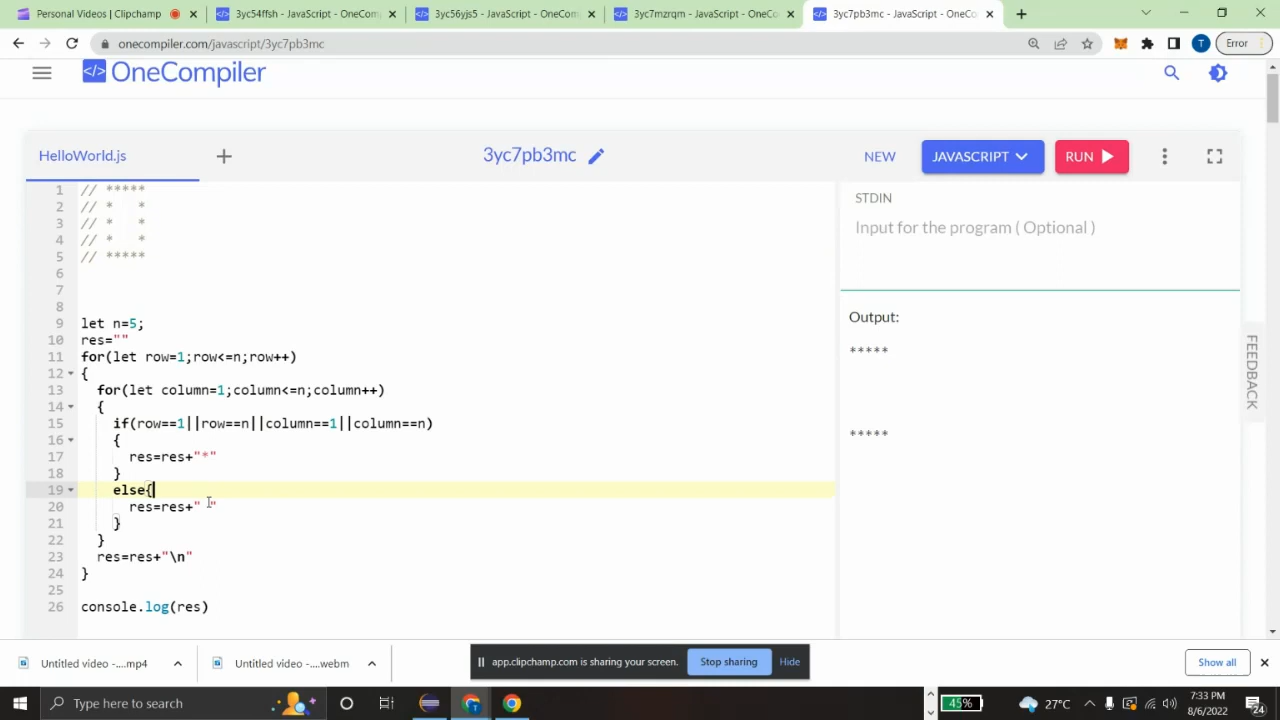 Personal Videos | Clipchamp
3yc54ffsh - JavaScript - OneCom
3yc56yjs5 - JavaScript - OneCom
3yc7mzrqm - JavaScript - OneCo
3yc7pb3mc - JavaScript - OneCo
onecompiler.com/javascript/3yc7pb3mc
T
Error
</> OneCompiler
HelloWorld.js
3yc7pb3mc
NEW
JAVASCRIPT
RUN
1 // *****
2 // *   *
3 // *   *
4 // *   *
5 // *****
6
7
8
9 let n=5;
10 res=""
11 for(let row=1;row<=n;row++)
12 {
13   for(let column=1;column<=n;column++)
14   {
15     if(row==1||row==n||column==1||column==n)
16     {
17       res=res+"*"
18     }
19     else{
20       res=res+" "
21     }
22   }
23   res=res+"\n"
24 }
25
26 console.log(res)
STDIN
Input for the program ( Optional )
Output:
*****
*****
FEEDBACK
Untitled video -....mp4
Untitled video -....webm
app.clipchamp.com is sharing your screen.
Stop sharing
Hide
Show all
Type here to search
45%
27°C
7:33 PM
8/6/2022
24